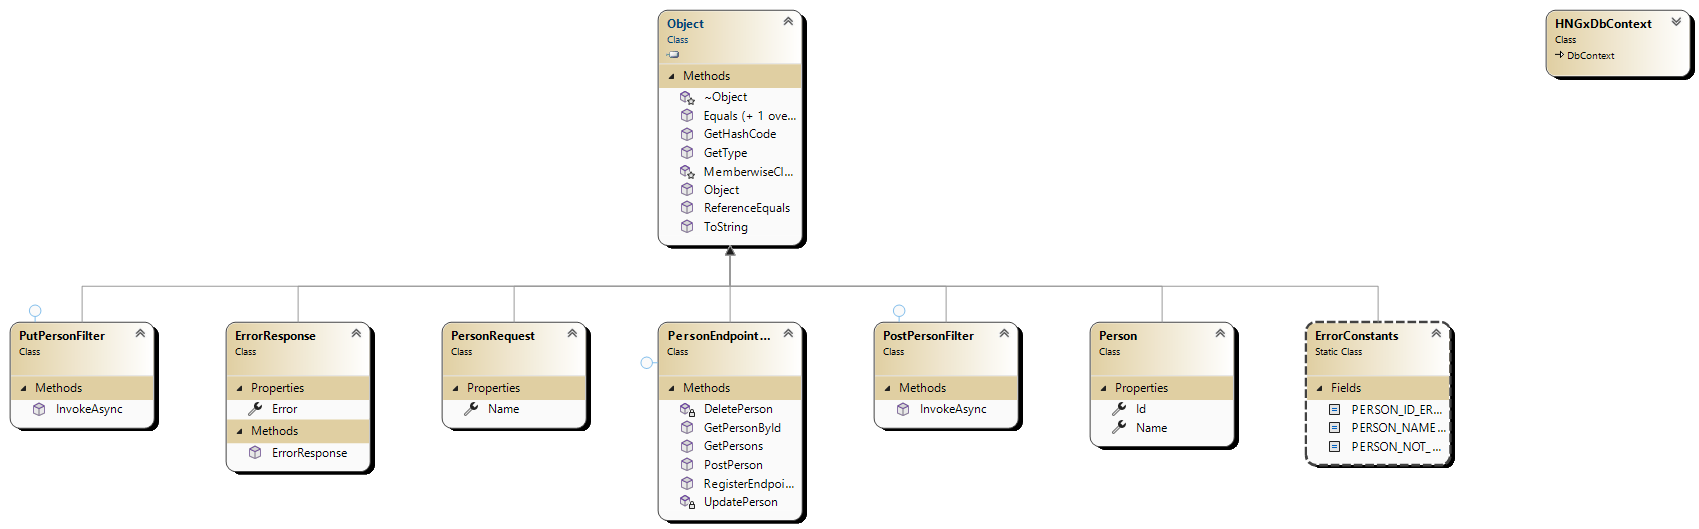 Object
Class
Methods
~Object
Equals (+ 1 ove...
GetHashCode
GetType
MemberwiseCl...
Object
ReferenceEquals
ToString
HNGxDbContext
Class
DbContext
PutPersonFilter
Class
Methods
InvokeAsync
ErrorResponse
Class
Properties
Error
Methods
ErrorResponse
PersonRequest
Class
Properties
Name
PersonEndpoint...
Class
Methods
DeletePerson
GetPersonById
GetPersons
PostPerson
RegisterEndpoi...
UpdatePerson
PostPersonFilter
Class
Methods
InvokeAsync
Person
Class
Properties
Id
Name
ErrorConstants
Static Class
Fields
PERSON_ID_ER...
PERSON_NAME...
PERSON_NOT_...